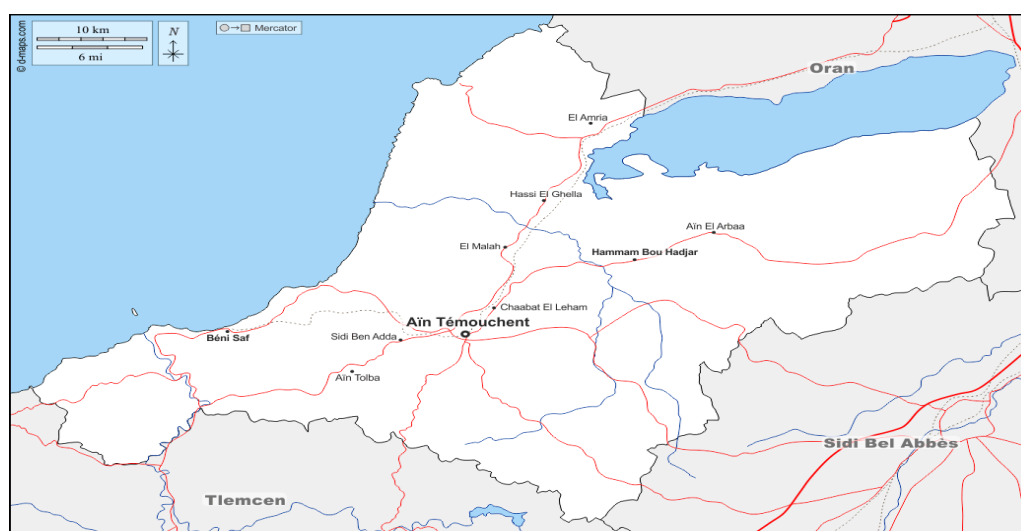 10 km
6 mi
N
Mercator
© d-maps.com
Oran
El Amria
Hassi El Ghella
Aïn El Arbaa
El Malah
Hammam Bou Hadjar
Chaabat El Leham
Aïn Témouchent
Béni Saf
Sidi Ben Adda
Aïn Tolba
Sidi Bel Abbès
Tlemcen